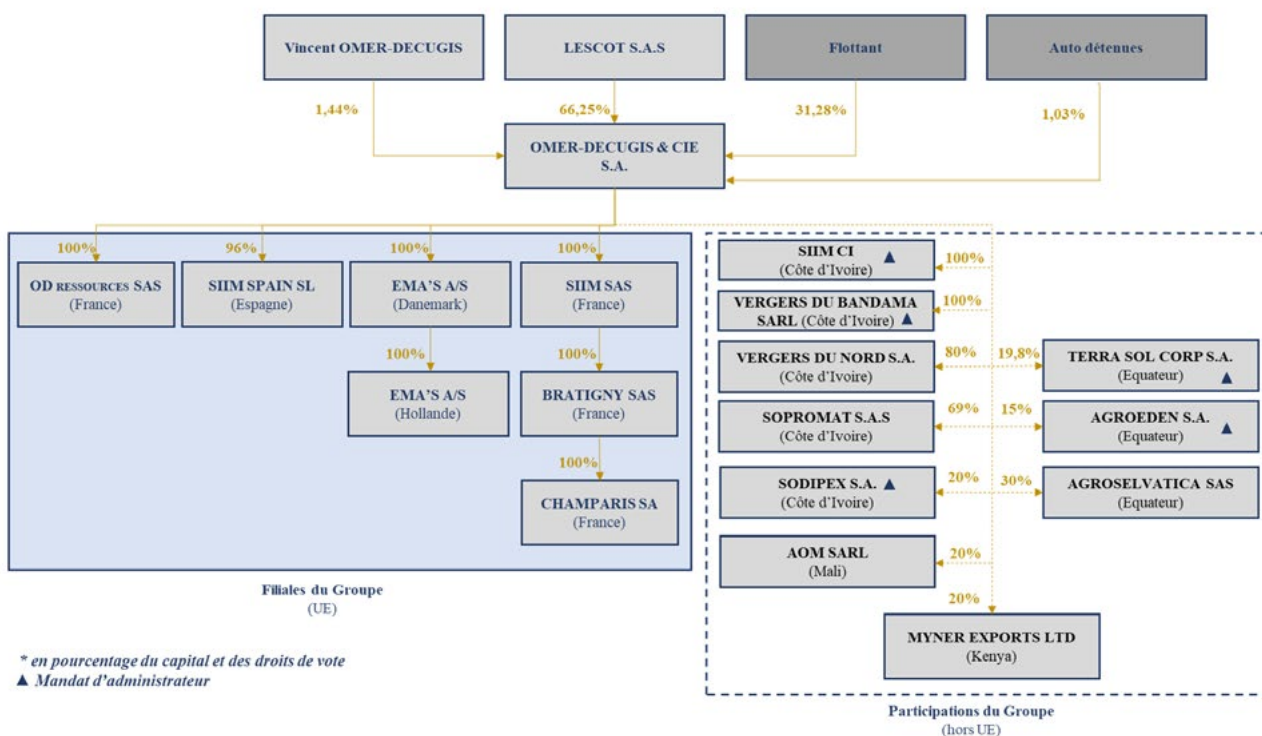 Vincent OMER-DECUGIS
LESCOT S.A.S
Flottant
Auto détenues
1,44%
66,25%
31,28%
1,03%
OMER-DECUGIS & CIE
S.A.
100%
96%
100%
100%
OD RESSOURCES SAS
(France)
SIIM SPAIN SL
(Espagne)
EMA'S A/S
(Danemark)
SIIM SAS
(France)
100%
100%
EMA'S A/S
(Hollande)
BRATIGNY SAS
(France)
100%
CHAMPARIS SA
(France)
Filiales du Groupe
(UE)
SIIM CI
(Côte d'Ivoire)
100%
VERGERS DU BANDAMA
SARL (Côte d'Ivoire)
100%
VERGERS DU NORD S.A.
(Côte d'Ivoire)
80%
19,8%
TERRA SOL CORP S.A.
(Equateur)
SOPROMAT S.A.S
(Côte d'Ivoire)
69%
15%
AGROEDEN S.A.
(Equateur)
SODIPEX S.A.
(Côte d'Ivoire)
20%
30%
AGROSELVATICA SAS
(Equateur)
AOM SARL
(Mali)
20%
20%
MYNER EXPORTS LTD
(Kenya)
* en pourcentage du capital et des droits de vote
▲ Mandat d'administrateur
Participations du Groupe
(hors UE)